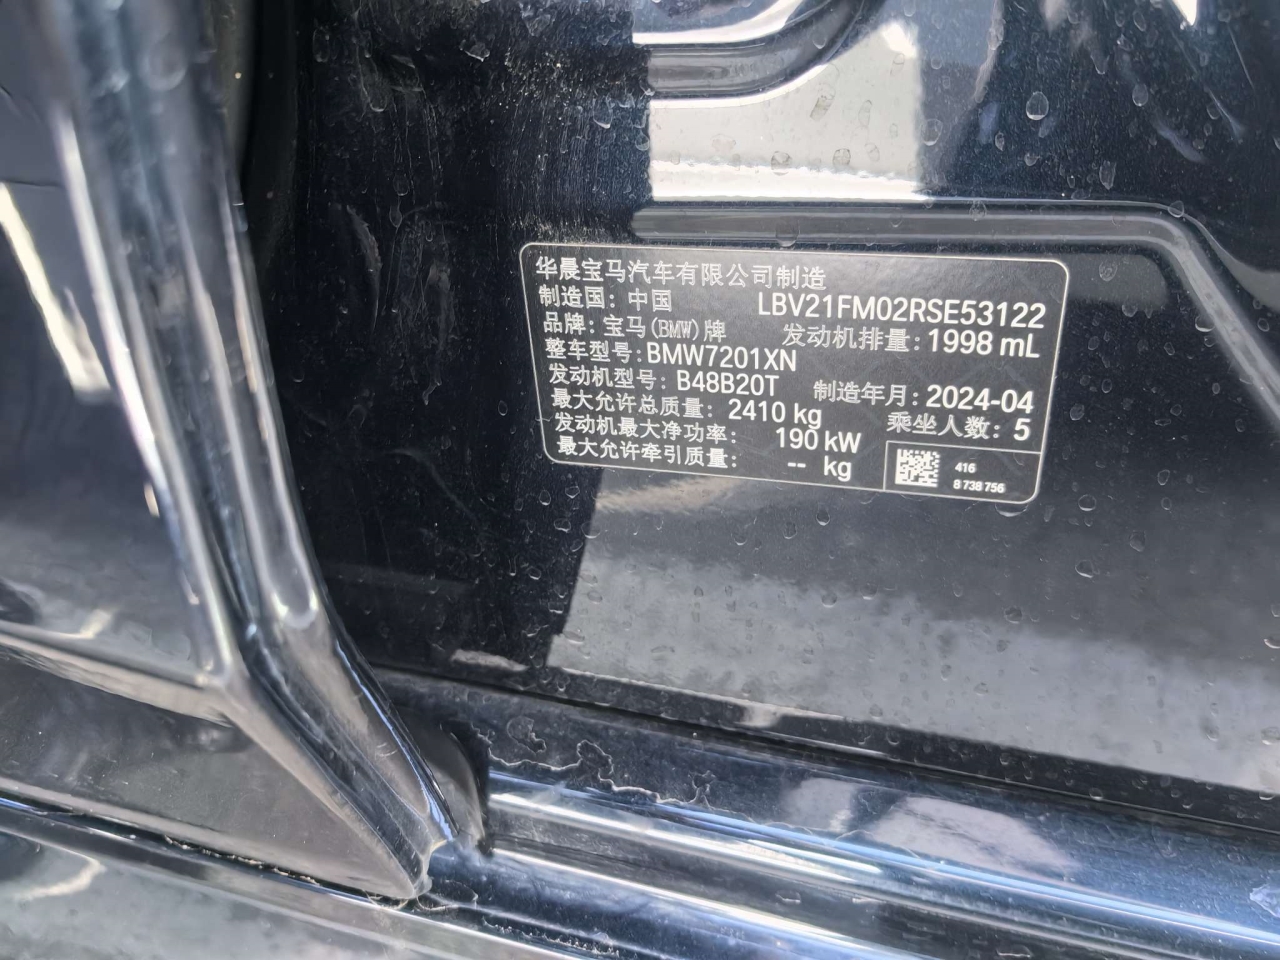 华晨宝马汽车有限公司制造
制造国：中国 LBV21FM02RSE53122
品牌：宝马(BMW)牌 发动机排量：1998 mL
整车型号：BMW7201XN
发动机型号：B48B20T 制造年月：2024-04
最大允许总质量：2410 kg 乘坐人数：5
发动机最大净功率：190 kW
最大允许牵引质量：-- kg
416
8 738 756